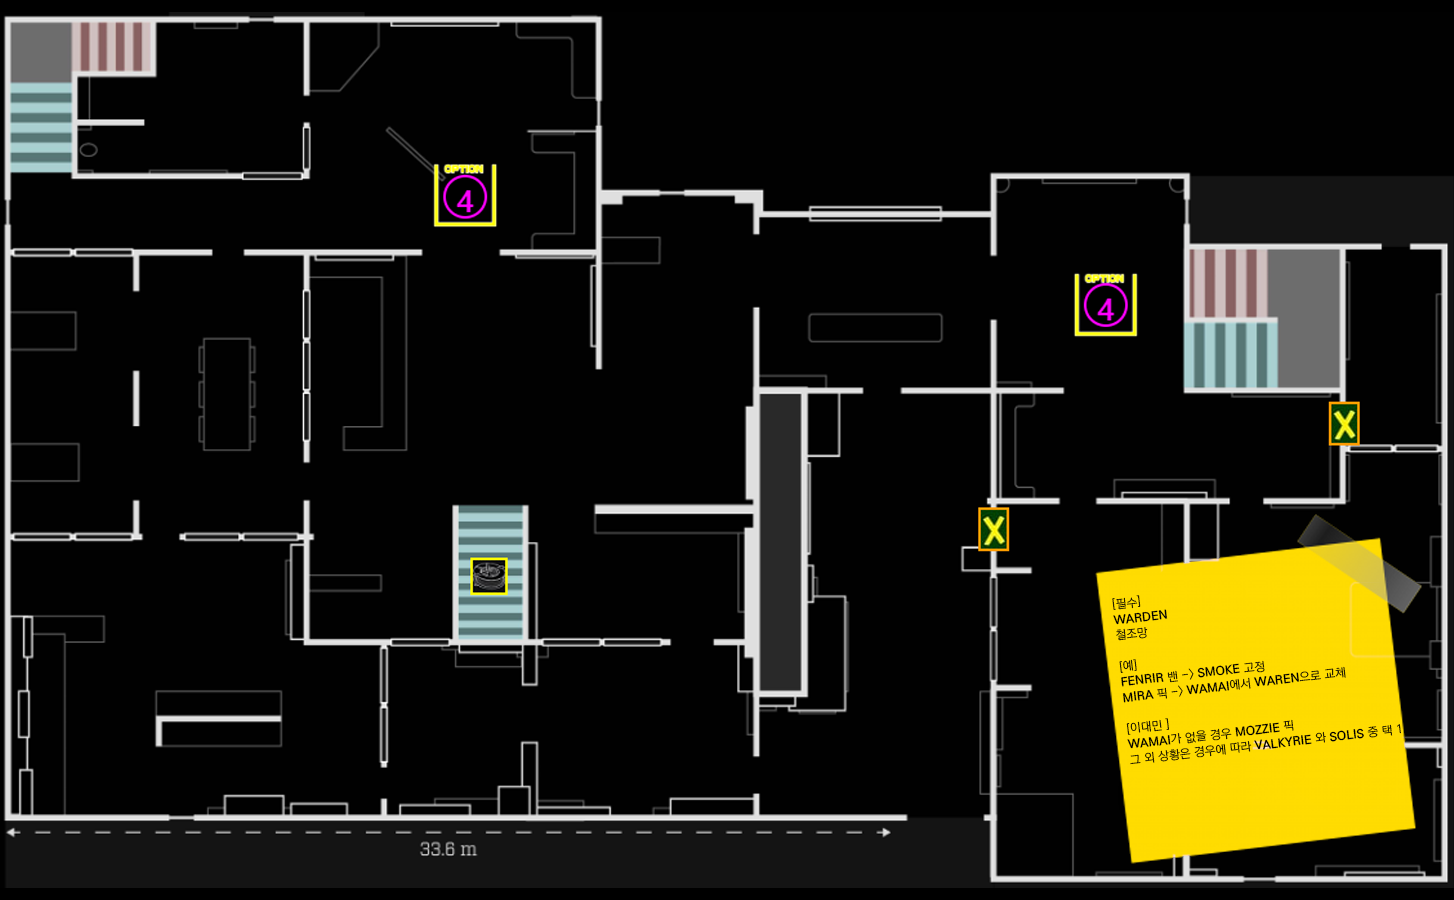 OPTION
4
OPTION
4
X
X
[필수]
WARDEN
철조망
[예]
FENRIR 밴 -> SMOKE 고정
MIRA 픽 -> WAMAI에서 WAREN으로 교체
[이대민 ]
WAMAI가 없을 경우 MOZZIE 픽
그 외 상황은 경우에 따라 VALKYRIE 와 SOLIS 중 택 1
33.6 m